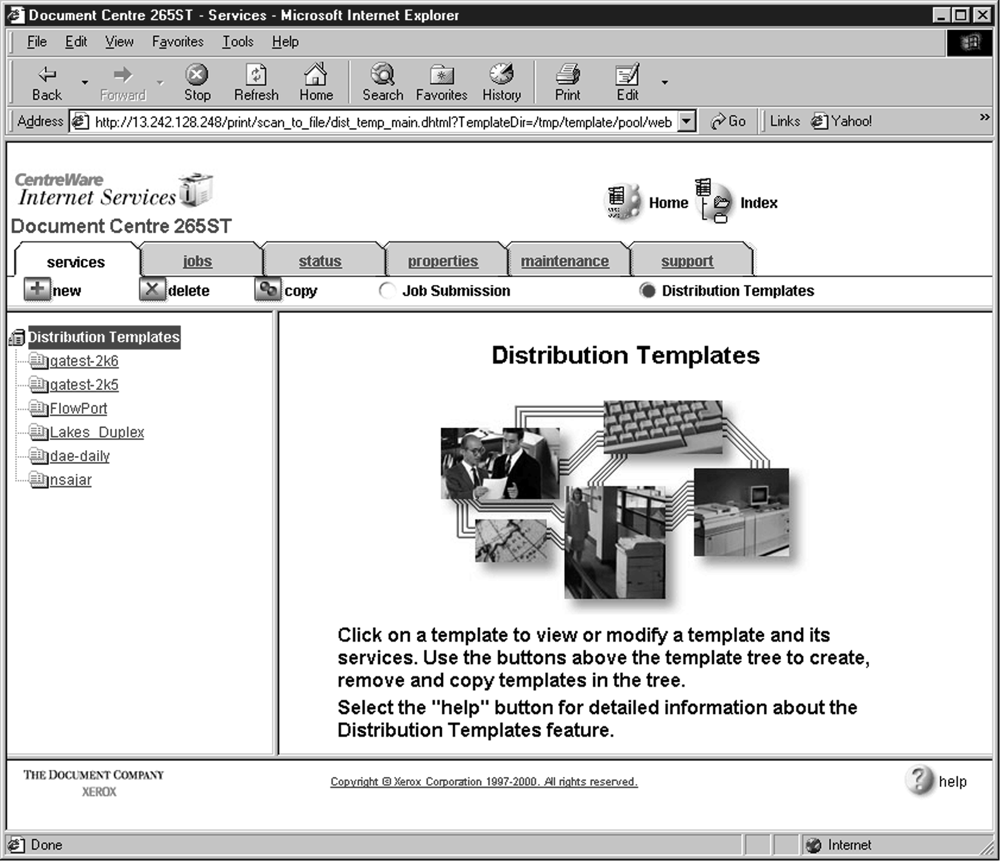 Document Centre 265ST - Services - Microsoft Internet Explorer
File Edit View Favorites Tools Help
Back Forward Stop Refresh Home Search Favorites History Print Edit
Address http://13.242.128.248/print/scan_to_file/dist_temp_main.dhtml?TemplateDir=/tmp/template/pool/web Go Links Yahoo! »
CentreWare
Internet Services
Home Index
Document Centre 265ST
services jobs status properties maintenance support
new delete copy Job Submission Distribution Templates
Distribution Templates
qatest-2k6
qatest-2k5
FlowPort
Lakes_Duplex
dae-daily
nsajar
Distribution Templates
Click on a template to view or modify a template and its
services. Use the buttons above the template tree to create,
remove and copy templates in the tree.
Select the "help" button for detailed information about the
Distribution Templates feature.
THE DOCUMENT COMPANY
XEROX
Copyright © Xerox Corporation 1997-2000. All rights reserved.
? help
Done Internet